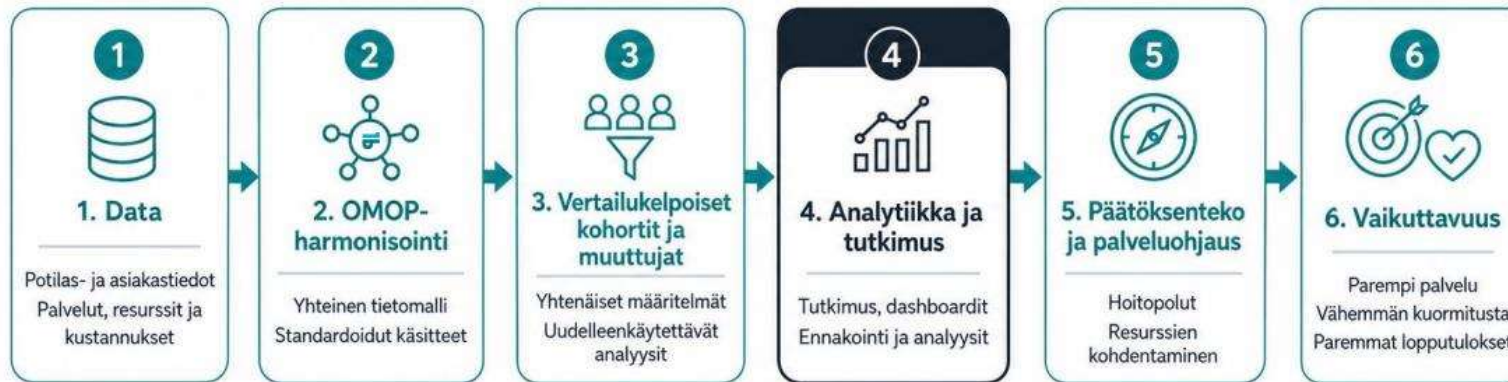 1
1. Data
Potilas- ja asiakastiedot
Palvelut, resurssit ja
kustannukset
2
2. OMOP-
harmonisointi
Yhteinen tietomalli
Standardoidut käsitteet
3
3. Vertailukelpoiset
kohortit ja
muuttujat
Yhtenäiset määritelmät
Uudelleenkäytettävät
analyysit
4
4. Analytiikka ja
tutkimus
Tutkimus, dashboardit
Ennakointi ja analyysit
5
5. Päätöksenteko
ja palveluohjaus
Hoitopolut
Resurssien
kohdentaminen
6
6. Vaikuttavuus
Parempi palvelu
Vähemmän kuormitusta
Paremmat lopputulokset